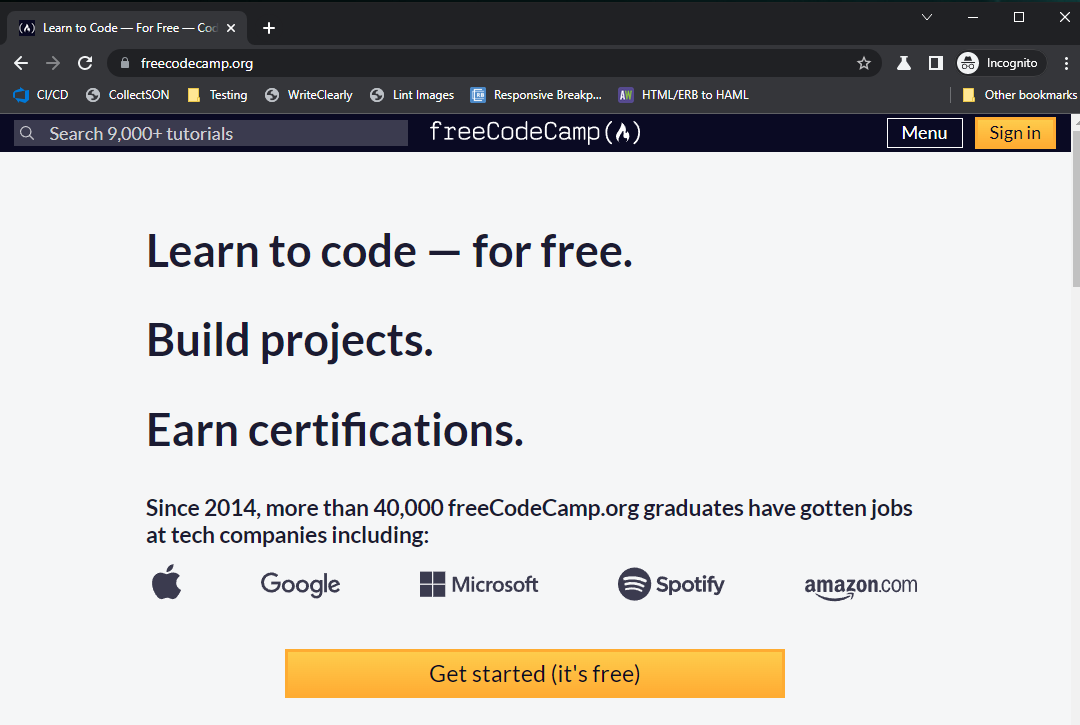 Learn to Code — For Free — Cod
freecodecamp.org
Incognito
CI/CD
CollectSON
Testing
WriteClearly
Lint Images
RB
Responsive Breakp...
AW
HTML/ERB to HAML
Other bookmarks
Search 9,000+ tutorials
freeCodeCamp
Menu
Sign in
Learn to code — for free.
Build projects.
Earn certifications.
Since 2014, more than 40,000 freeCodeCamp.org graduates have gotten jobs
at tech companies including:
Google
Microsoft
Spotify
amazon.com
Get started (it's free)